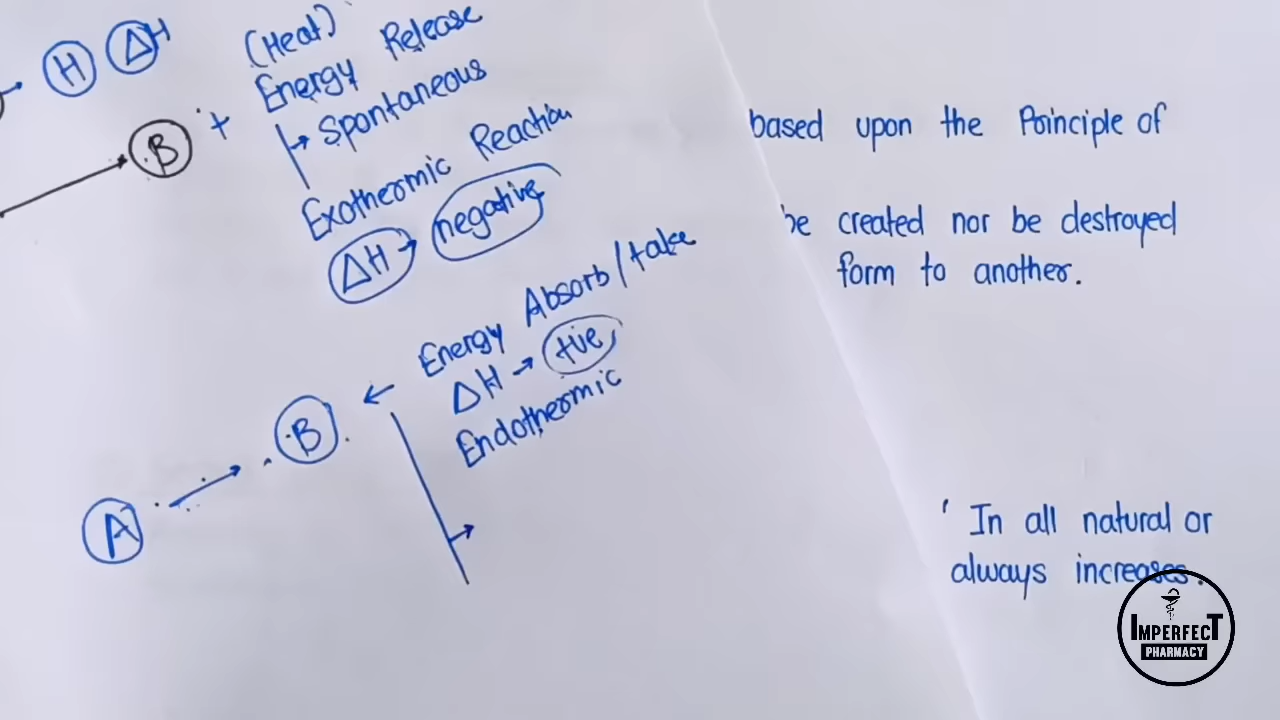 H ΔH
(Heat)
B + Energy Release
Spontaneous
Exothermic Reaction
ΔH → negative
Energy Absorb/take
ΔH → +ve
Endothermic
A → B ←
based upon the Principle of
be created nor be destroyed
form to another.
In all natural or
always increases.
IMPERFECT
PHARMACY